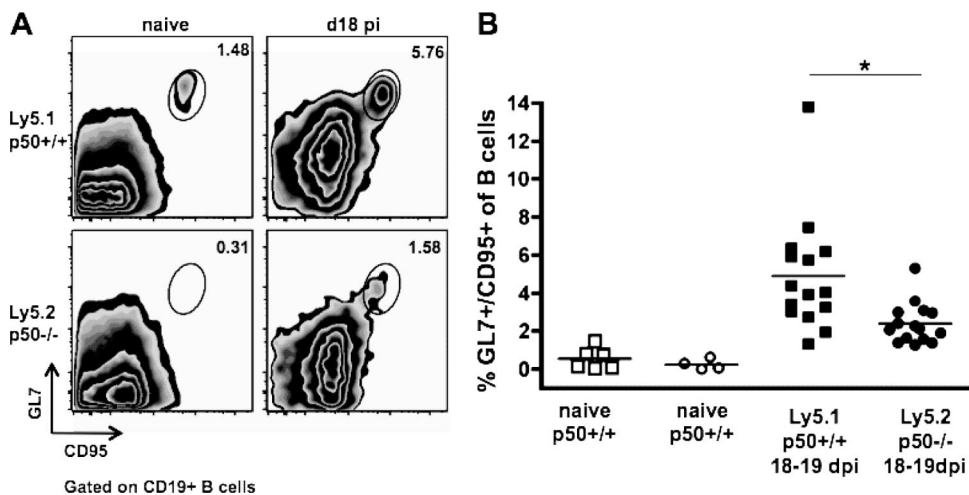 A
naive
d18 pi
Ly5.1
p50+/+
1.48
5.76
Ly5.2
p50-/-
0.31
1.58
GL7
CD95
Gated on CD19+ B cells
B
*
% GL7+/CD95+ of B cells
14
12
10
8
6
4
2
0
naive
p50+/+
naive
p50+/+
Ly5.1
p50+/+
18-19 dpi
Ly5.2
p50-/-
18-19dpi